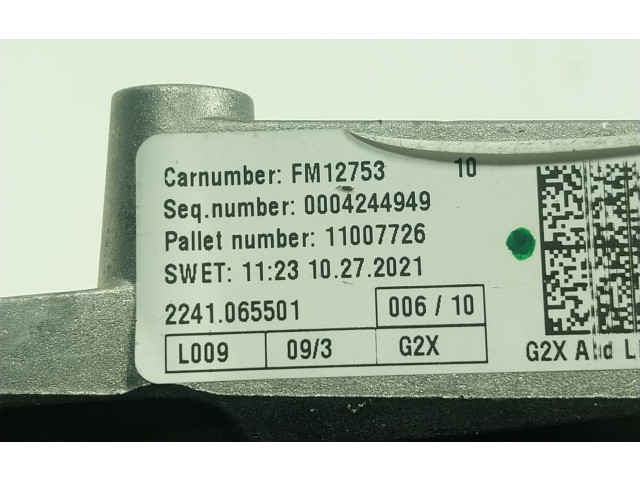 Carnumber: FM12753 10
Seq.number: 0004244949
Pallet number: 11007726
SWET: 11:23 10.27.2021
2241.065501 006 / 10
L009 09/3 G2X
G2X